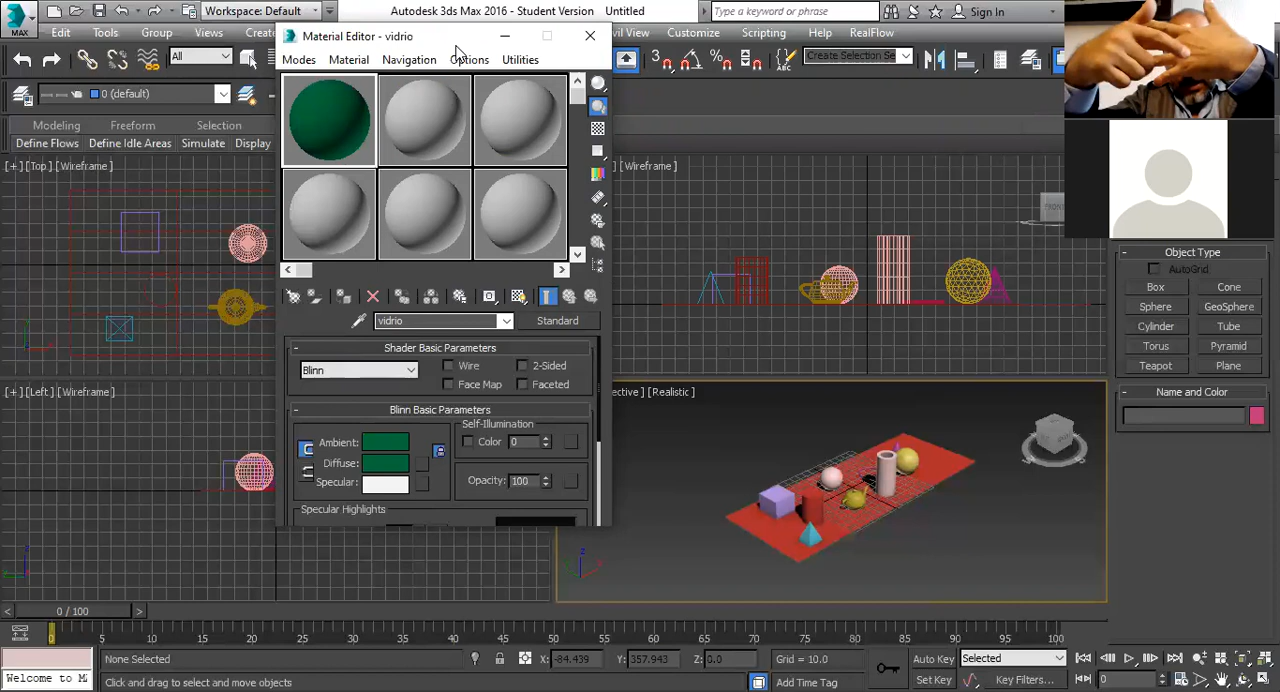 MAX
Workspace: Default
Autodesk 3ds Max 2016 - Student Version    Untitled
Type a keyword or phrase
Sign In
Edit Tools Group Views Create
Civil View Customize Scripting Help RealFlow
All
Create Selection Se
0 (default)
Modeling Freeform Selection
Define Flows Define Idle Areas Simulate Display
Material Editor - vidrio
Modes Material Navigation Options Utilities
vidrio
Standard
Shader Basic Parameters
Blinn
Wire
2-Sided
Face Map
Faceted
Blinn Basic Parameters
Self-Illumination
Ambient:
Color 0
Diffuse:
Specular:
Opacity: 100
Specular Highlights
[+] [Top] [Wireframe]
[Wireframe]
FRONT
[+] [Left] [Wireframe]
[Realistic]
Object Type
AutoGrid
Box Cone
Sphere GeoSphere
Cylinder Tube
Torus Pyramid
Teapot Plane
Name and Color
< 0 / 100 >
0 5 10 15 20 25 30 35 40 45 50 55 60 65 70 75 80 85 90 95 100
None Selected
X: -84.439
Y: 357.943
Z: 0.0
Grid = 10.0
Auto Key
Selected
Welcome to M
Click and drag to select and move objects
Add Time Tag
Set Key
Key Filters...
0